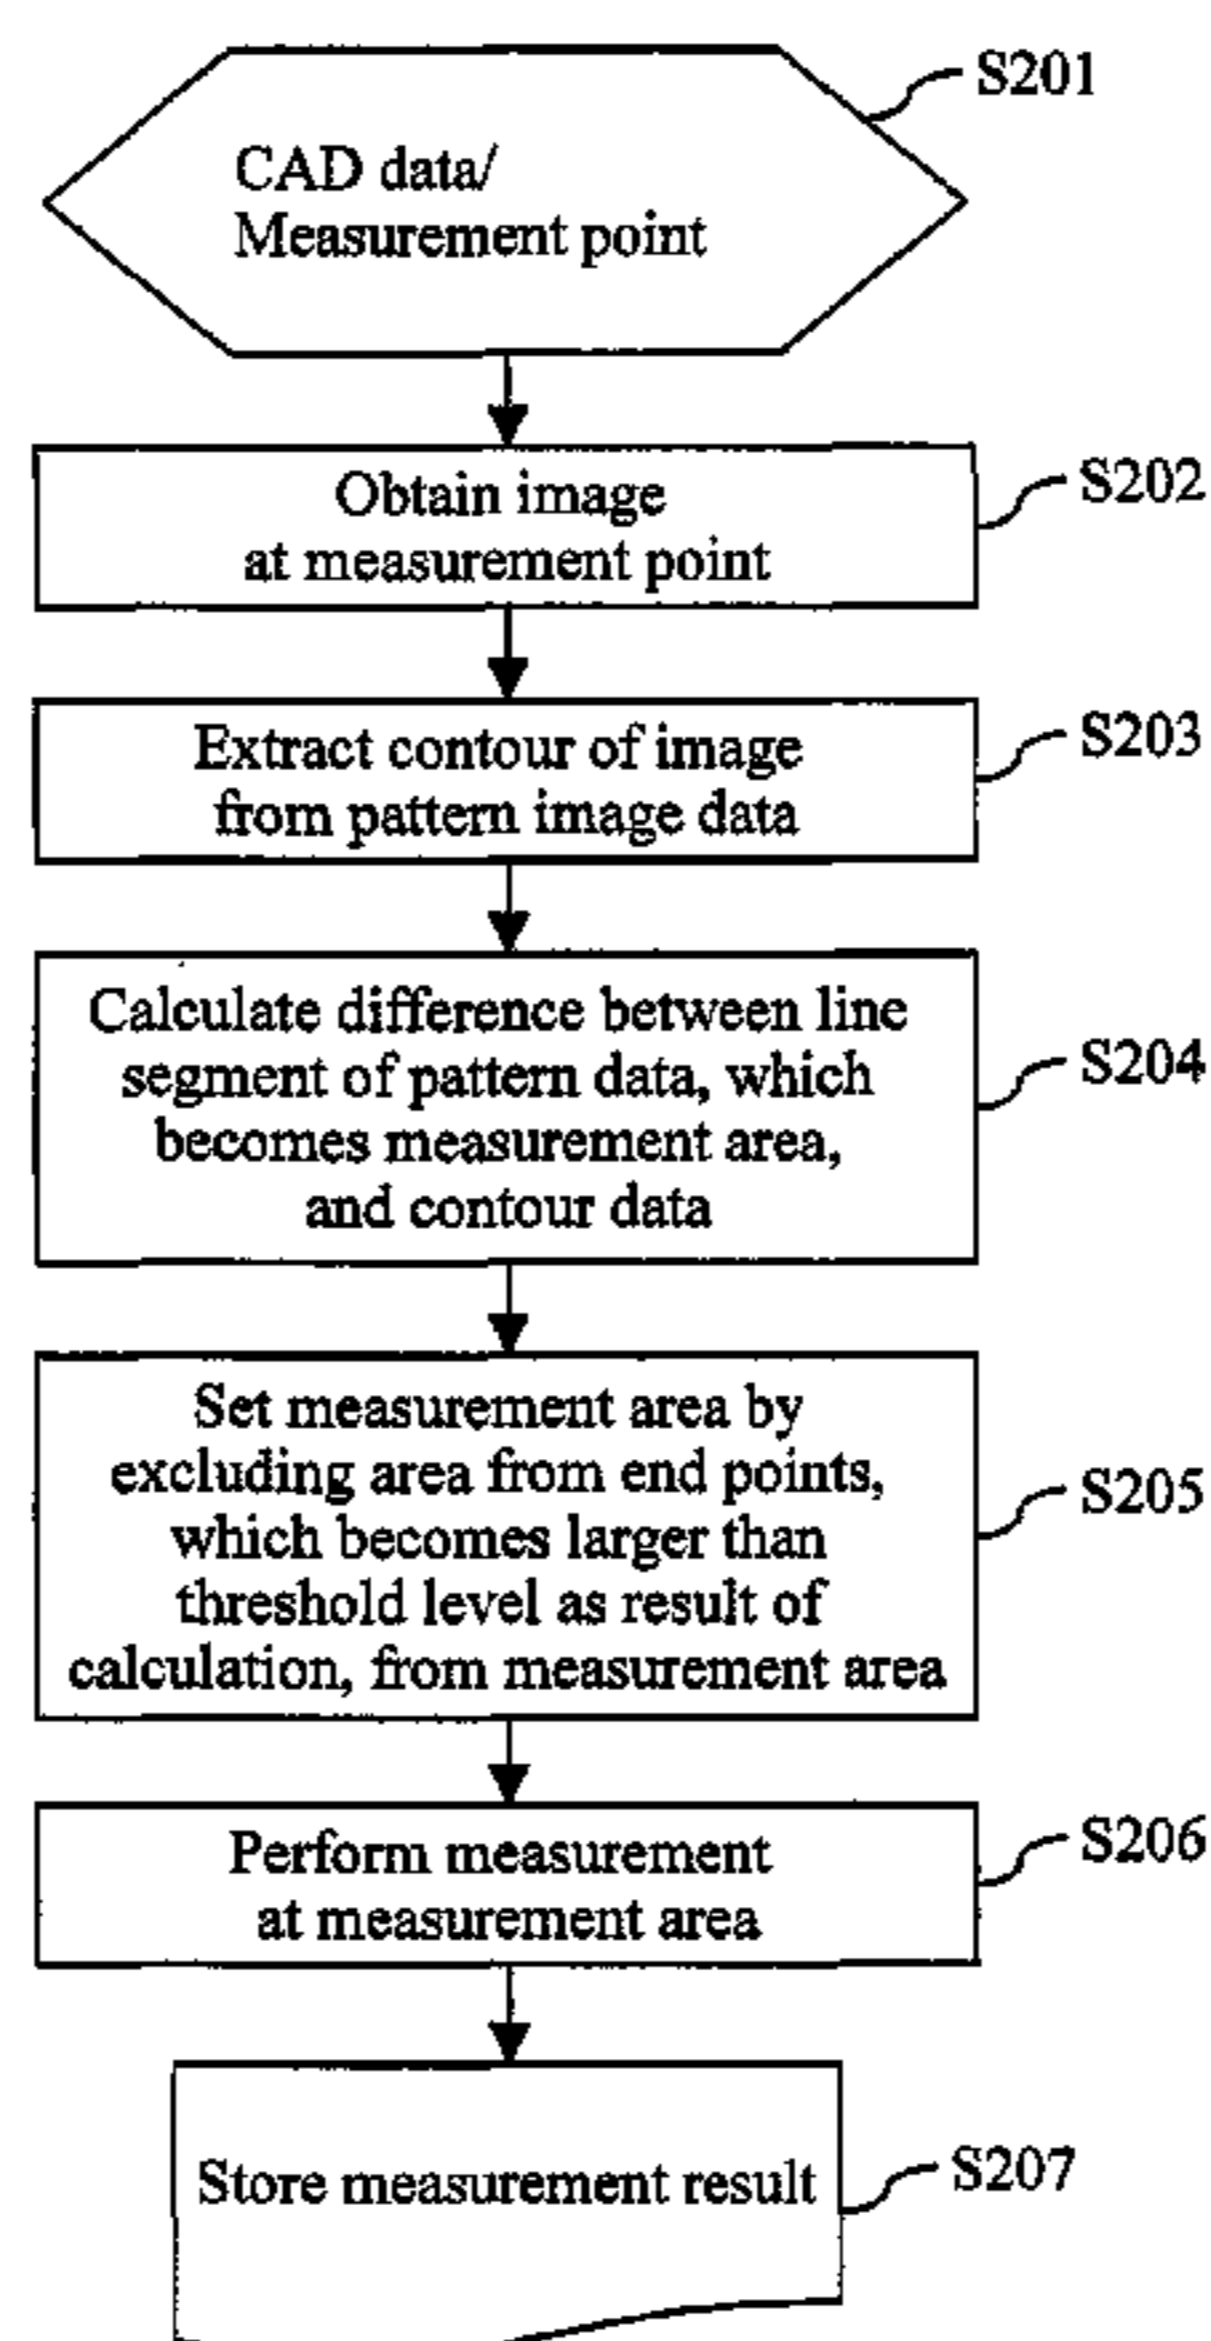 S201
CAD data/
Measurement point
Obtain image
at measurement point
S202
Extract contour of image
from pattern image data
S203
Calculate difference between line
segment of pattern data, which
becomes measurement area,
and contour data
S204
Set measurement area by
excluding area from end points,
which becomes larger than
threshold level as result of
calculation, from measurement area
S205
Perform measurement
at measurement area
S206
Store measurement result
S207